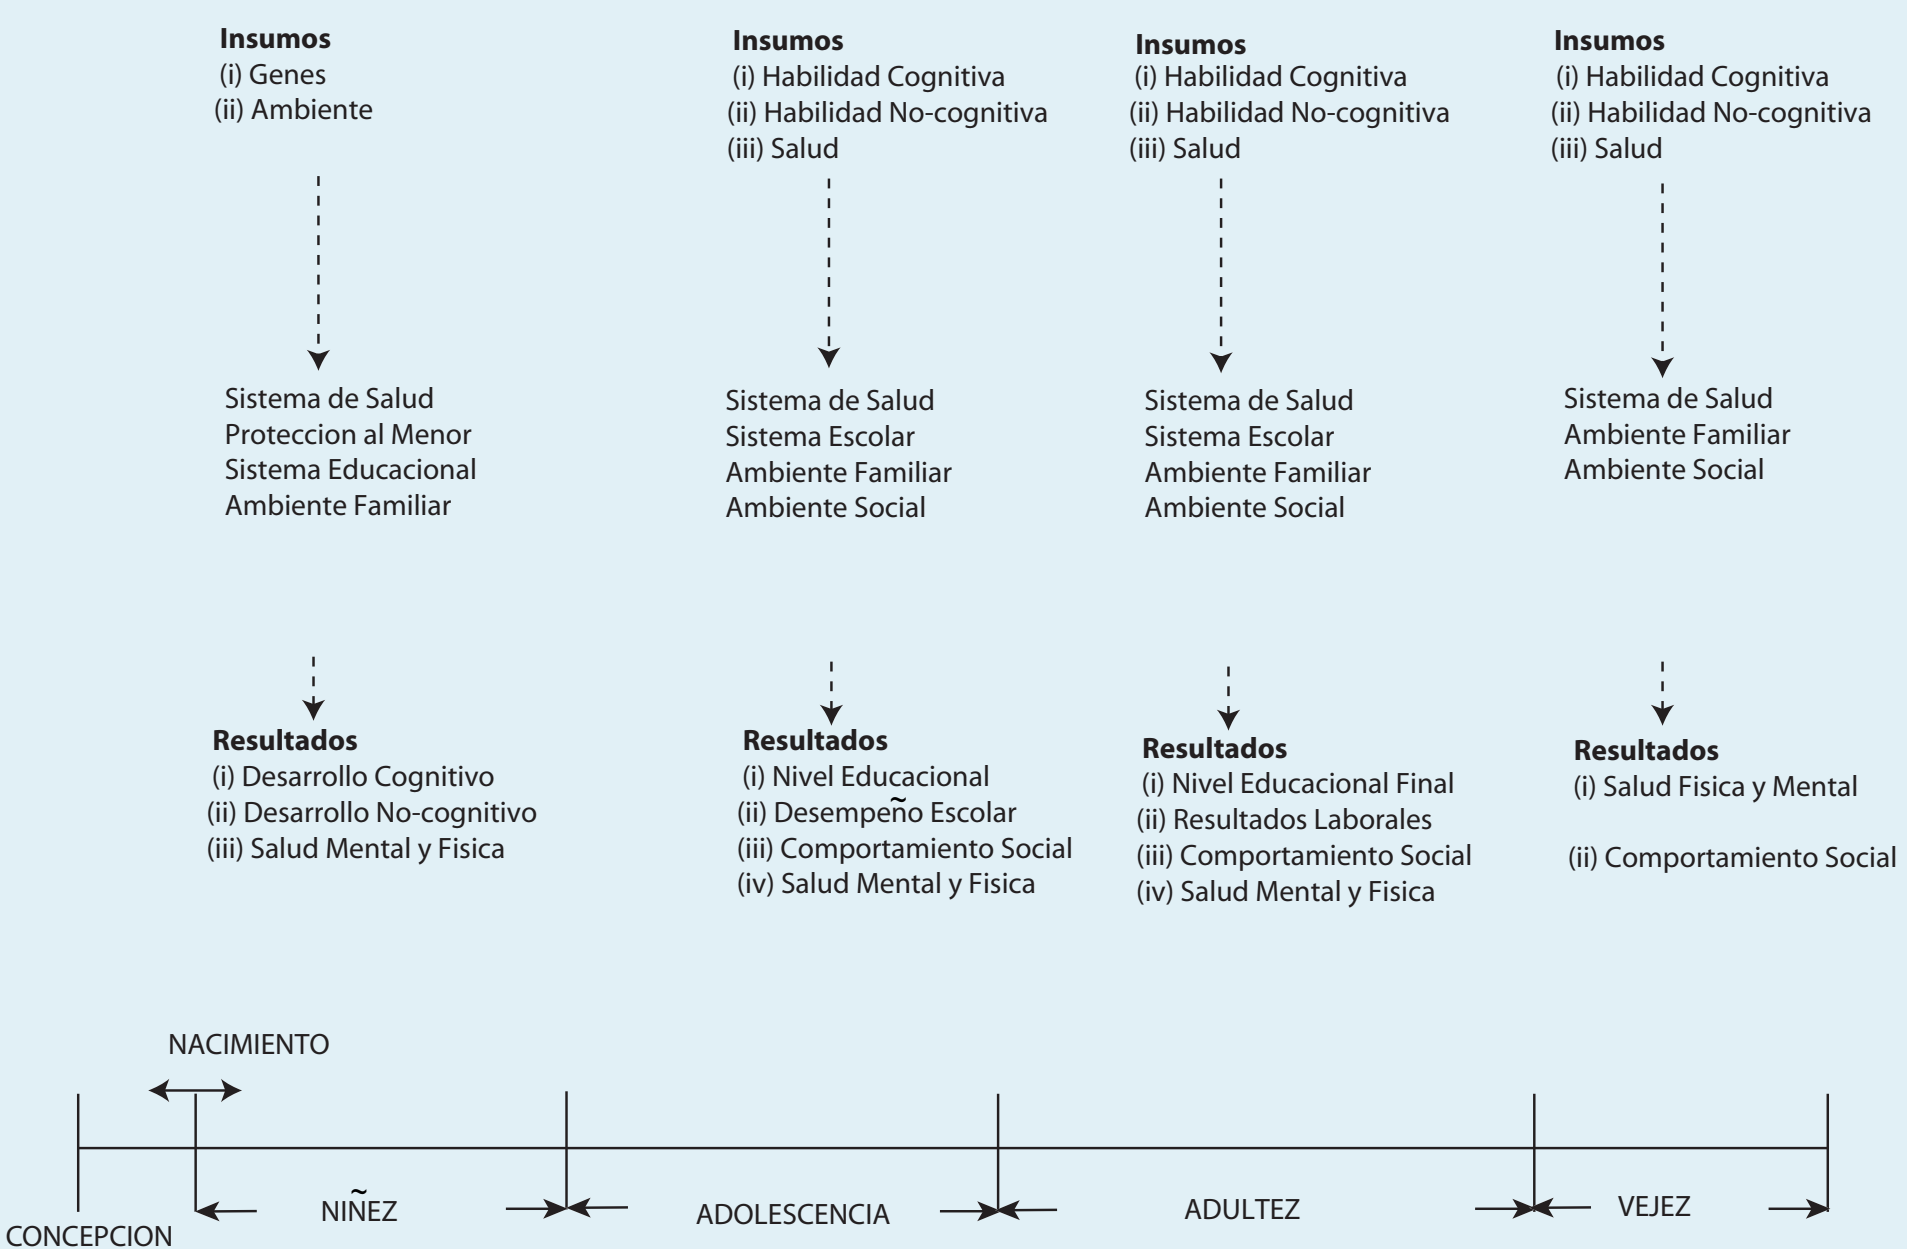 Insumos
(i) Genes
(ii) Ambiente
Sistema de Salud
Proteccion al Menor
Sistema Educacional
Ambiente Familiar
Resultados
(i) Desarrollo Cognitivo
(ii) Desarrollo No-cognitivo
(iii) Salud Mental y Fisica
Insumos
(i) Habilidad Cognitiva
(ii) Habilidad No-cognitiva
(iii) Salud
Sistema de Salud
Sistema Escolar
Ambiente Familiar
Ambiente Social
Resultados
(i) Nivel Educacional
(ii) Desempeño Escolar
(iii) Comportamiento Social
(iv) Salud Mental y Fisica
Insumos
(i) Habilidad Cognitiva
(ii) Habilidad No-cognitiva
(iii) Salud
Sistema de Salud
Sistema Escolar
Ambiente Familiar
Ambiente Social
Resultados
(i) Nivel Educacional Final
(ii) Resultados Laborales
(iii) Comportamiento Social
(iv) Salud Mental y Fisica
Insumos
(i) Habilidad Cognitiva
(ii) Habilidad No-cognitiva
(iii) Salud
Sistema de Salud
Ambiente Familiar
Ambiente Social
Resultados
(i) Salud Fisica y Mental
(ii) Comportamiento Social
NACIMIENTO
CONCEPCION
NIÑEZ
ADOLESCENCIA
ADULTEZ
VEJEZ